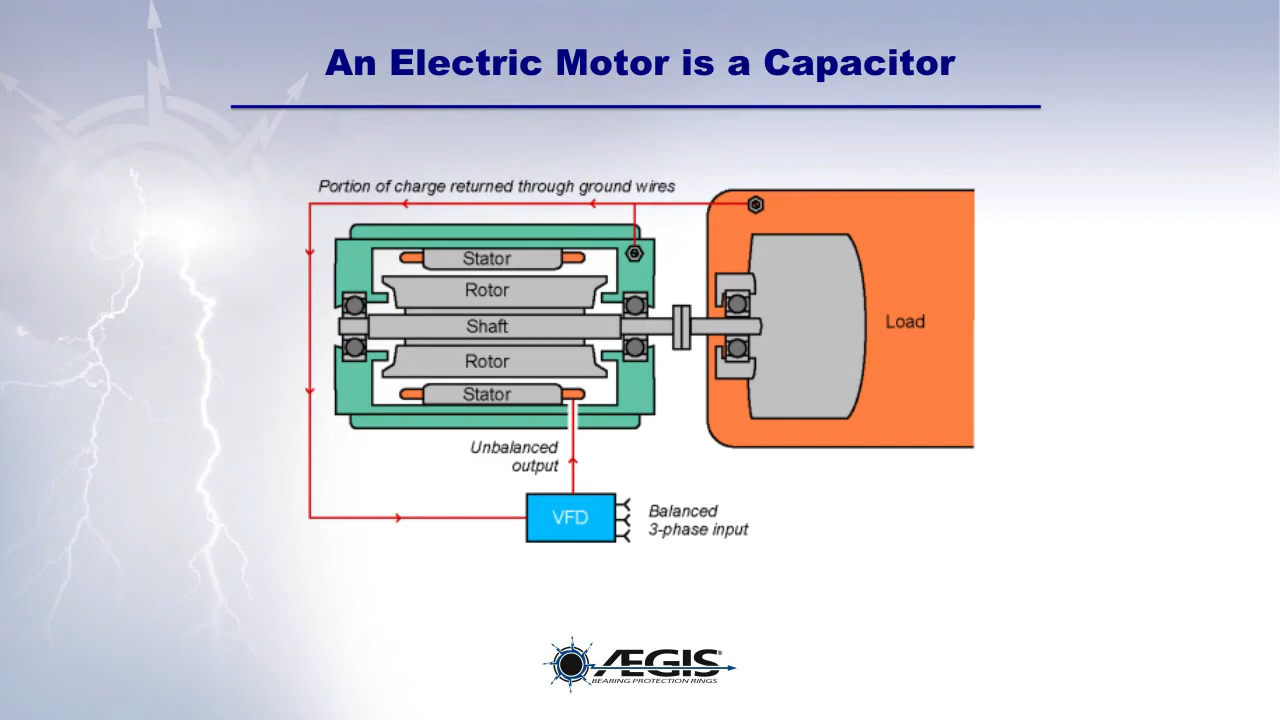 An Electric Motor is a Capacitor
Portion of charge returned through ground wires
Stator
Rotor
Shaft
Load
Rotor
Stator
Unbalanced
output
VFD
Balanced
3-phase input
ÆGIS®
BEARING PROTECTION RINGS